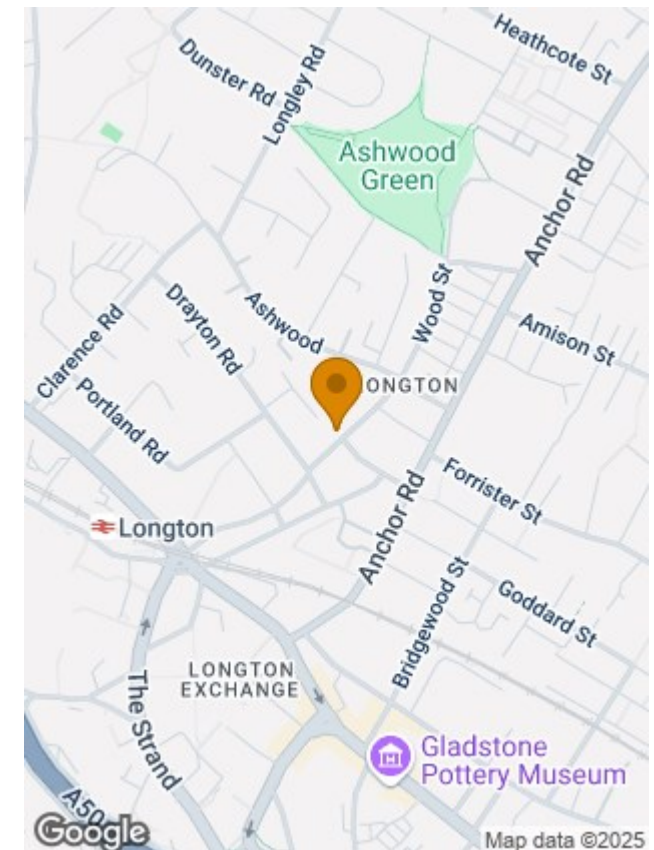 Heathcote St
Dunster Rd
Longley Rd
Ashwood
Green
Anchor Rd
Wood St
Ashwood
Drayton Rd
Amison St
Clarence Rd
ONGTON
Portland Rd
Forrister St
Longton
Anchor Rd
Bridgewood St
Goddard St
LONGTON
EXCHANGE
The Strand
Gladstone
Pottery Museum
A50
Google
Map data ©2025